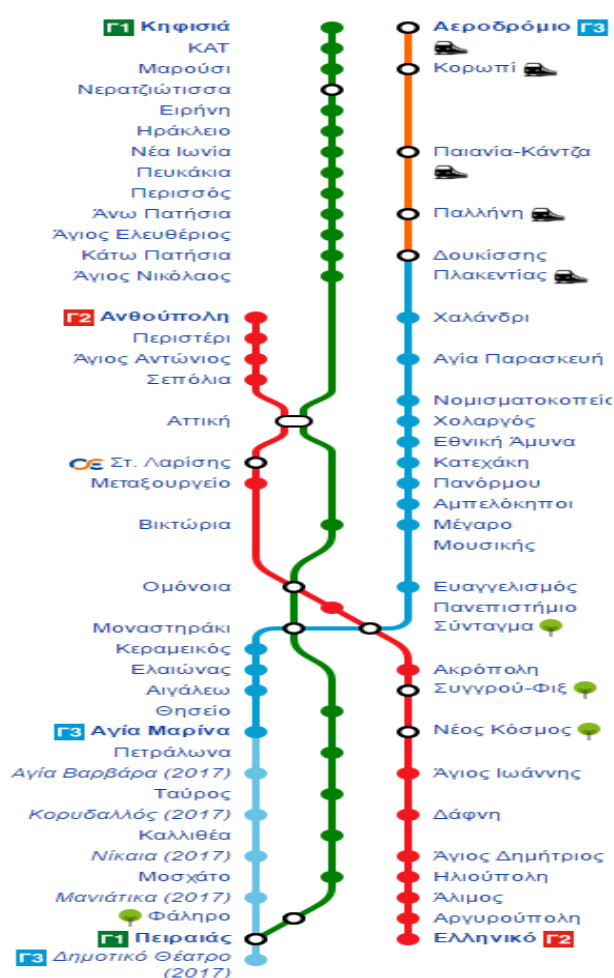 Γ1 Κηφισιά
ΚΑΤ
Μαρούσι
Νερατζιώτισσα
Ειρήνη
Ηράκλειο
Νέα Ιωνία
Πευκάκια
Περισσός
Άνω Πατήσια
Άγιος Ελευθέριος
Κάτω Πατήσια
Άγιος Νικόλαος
Γ2 Ανθούπολη
Περιστέρι
Άγιος Αντώνιος
Σεπόλια
Αττική
ΟΣΕ Στ. Λαρίσης
Μεταξουργείο
Βικτώρια
Ομόνοια
Μοναστηράκι
Κεραμεικός
Ελαιώνας
Αιγάλεω
Θησείο
Γ3 Αγία Μαρίνα
Πετράλωνα
Αγία Βαρβάρα (2017)
Ταύρος
Κορυδαλλός (2017)
Καλλιθέα
Νίκαια (2017)
Μοσχάτο
Μανιάτικα (2017)
Φάληρο
Γ1 Πειραιάς
Γ3 Δημοτικό Θέατρο
(2017)
Αεροδρόμιο Γ3
Κορωπί
Παιανία-Κάντζα
Παλλήνη
Δουκίσσης
Πλακεντίας
Χαλάνδρι
Αγία Παρασκευή
Νομισματοκοπείο
Χολαργός
Εθνική Άμυνα
Κατεχάκη
Πανόρμου
Αμπελόκηποι
Μέγαρο
Μουσικής
Ευαγγελισμός
Πανεπιστήμιο
Σύνταγμα
Ακρόπολη
Συγγρού-Φιξ
Νέος Κόσμος
Άγιος Ιωάννης
Δάφνη
Άγιος Δημήτριος
Ηλιούπολη
Άλιμος
Αργυρούπολη
Ελληνικό Γ2